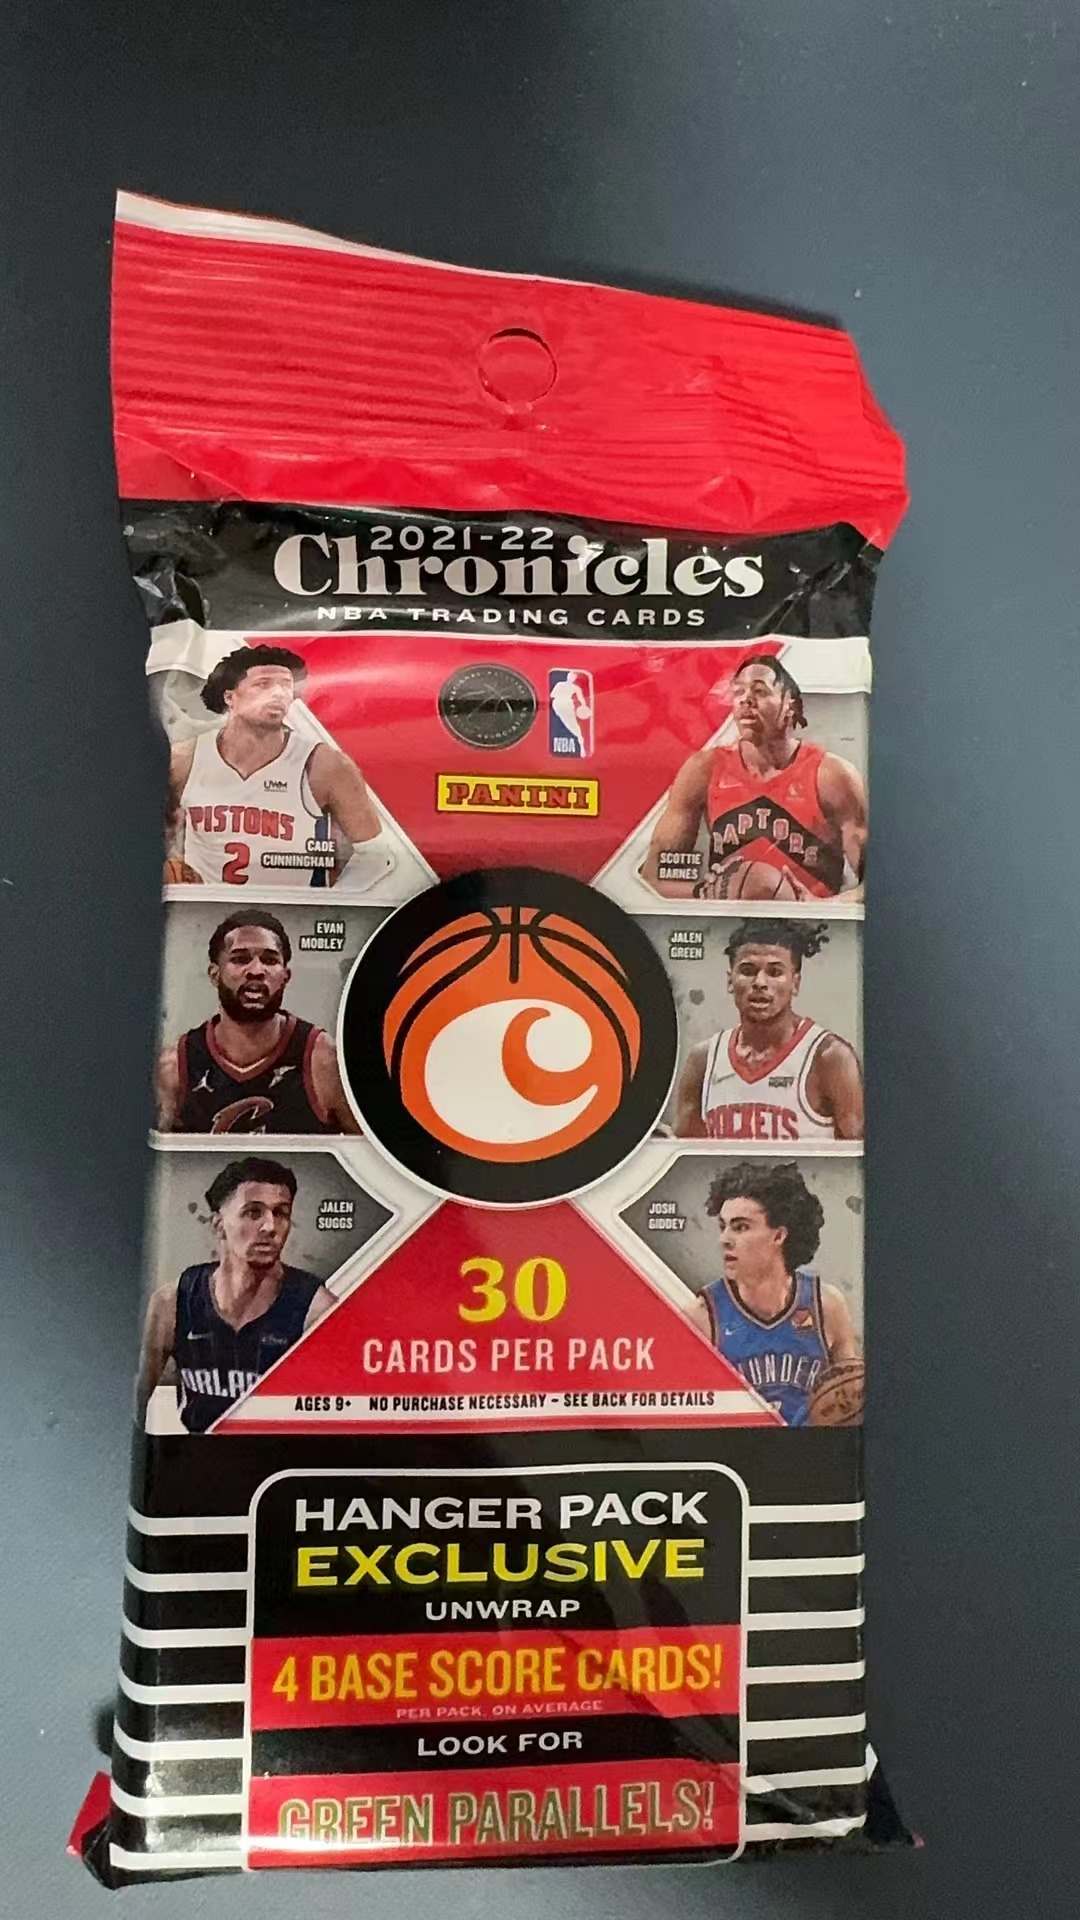 2021-22
Chronicles
NBA TRADING CARDS
NBA
PANINI
UWM
PISTONS
2
CADE
CUNNINGHAM
RAPTORS
SCOTTIE
BARNES
EVAN
MOBLEY
JALEN
GREEN
ROCKETS
JALEN
SUGGS
JOSH
GIDDEY
30
CARDS PER PACK
AGES 9+ NO PURCHASE NECESSARY - SEE BACK FOR DETAILS
HANGER PACK
EXCLUSIVE
UNWRAP
4 BASE SCORE CARDS!
PER PACK, ON AVERAGE
LOOK FOR
GREEN PARALLELS!